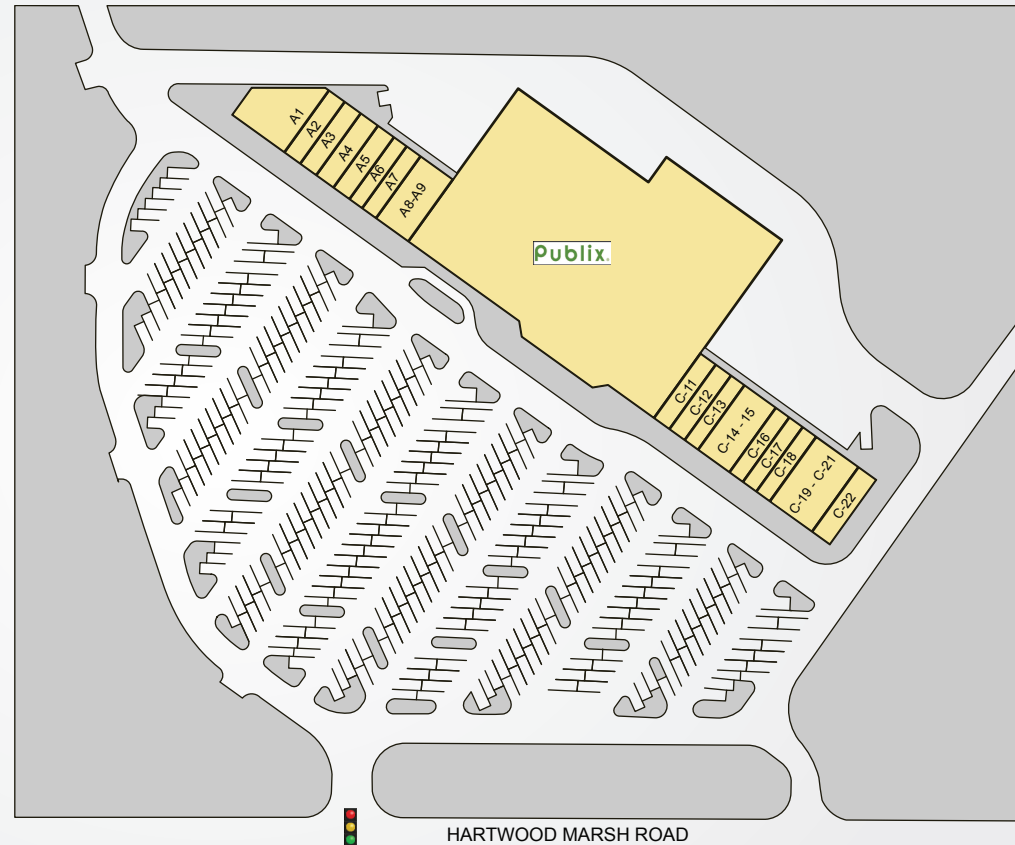 A1
A2
A3
A4
A5
A6
A7
A8-A9
Publix.
C-11
C-12
C-13
C-14 - 15
C-16
C-17
C-18
C-19 - C-21
C-22
HARTWOOD MARSH ROAD